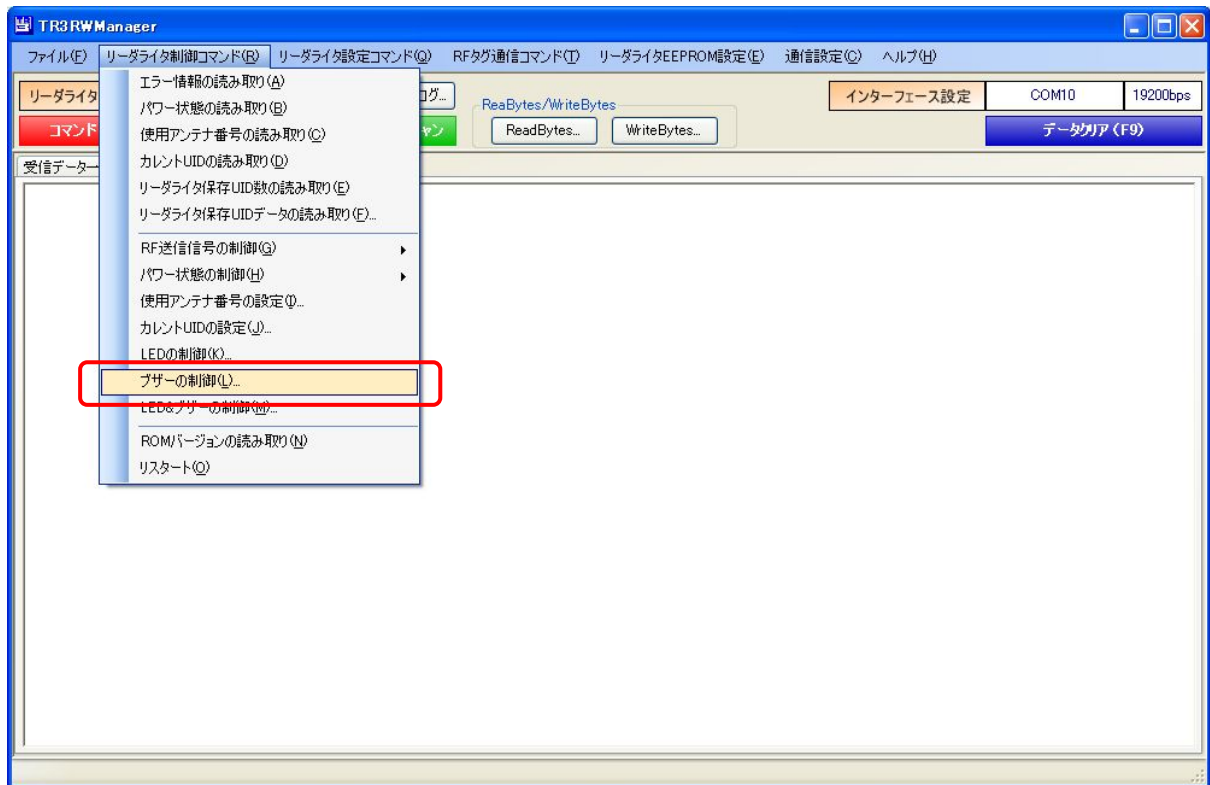 TR3RWManager
ファイル(F) リーダライタ制御コマンド(R) リーダライタ設定コマンド(Q) RFタグ通信コマンド(T) リーダライタEEPROM設定(E) 通信設定(C) ヘルプ(H)
リーダライタ
ログ...
ReaBytes/WriteBytes
インターフェース設定 COM10 19200bps
コマンド
ReadBytes... WriteBytes...
データクリア (F9)
受信データ
エラー情報の読み取り(A)
パワー状態の読み取り(B)
使用アンテナ番号の読み取り(C)
カレントUIDの読み取り(D)
リーダライタ保存UID数の読み取り(E)
リーダライタ保存UIDデータの読み取り(F)...
RF送信信号の制御(G)
パワー状態の制御(H)
使用アンテナ番号の設定(I)...
カレントUIDの設定(J)...
LEDの制御(K)...
ブザーの制御(L)...
LED&ブザーの制御(M)...
ROMバージョンの読み取り(N)
リスタート(O)